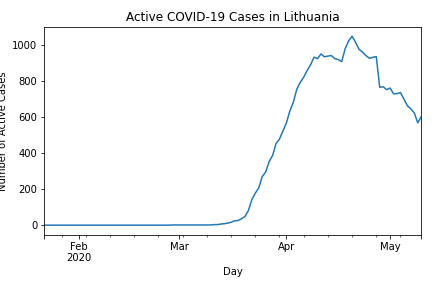 Active COVID-19 Cases in Lithuania
Number of Active Cases
1000
800
600
400
200
0
Feb
2020
Mar
Apr
May
Day